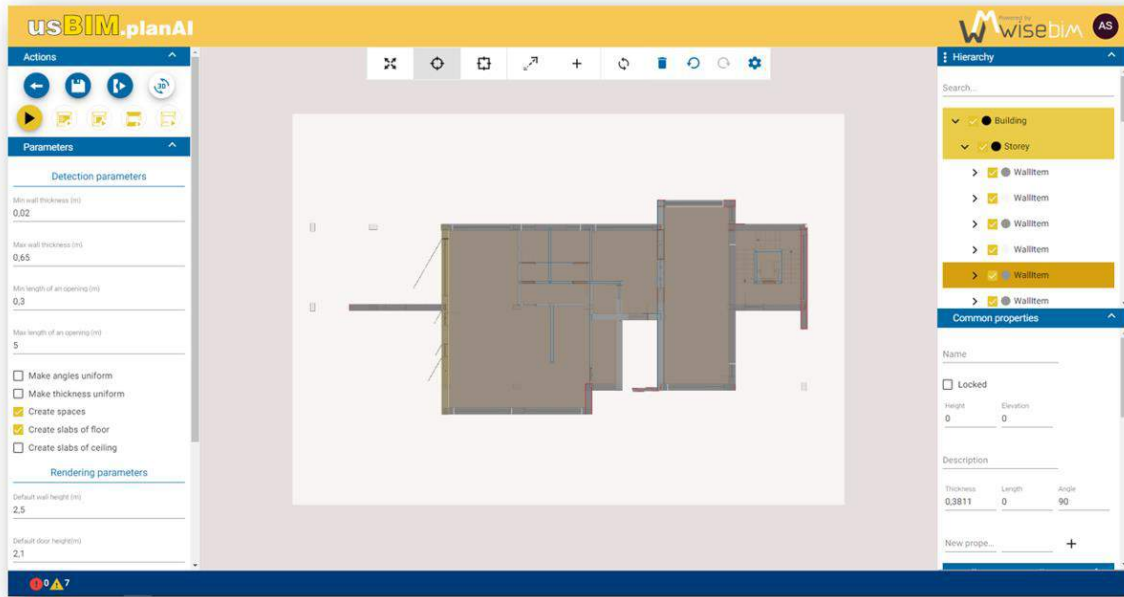 usBIM.planAI
Powered by
wisebim
AS
Actions
30
Parameters
Detection parameters
Min wall thickness (m)
0,02
Max wall thickness (m)
0,65
Min length of an opening (m)
0,3
Max length of an opening (m)
5
Make angles uniform
Make thickness uniform
Create spaces
Create slabs of floor
Create slabs of ceiling
Rendering parameters
Default wall height (m)
2,5
Default door height(m)
2,1
Hierarchy
Search...
Building
Storey
WallItem
WallItem
WallItem
WallItem
WallItem
WallItem
Common properties
Name
Locked
Height Elevation
0 0
Description
Thickness Length Angle
0,3811 0 90
New prope...
0 7